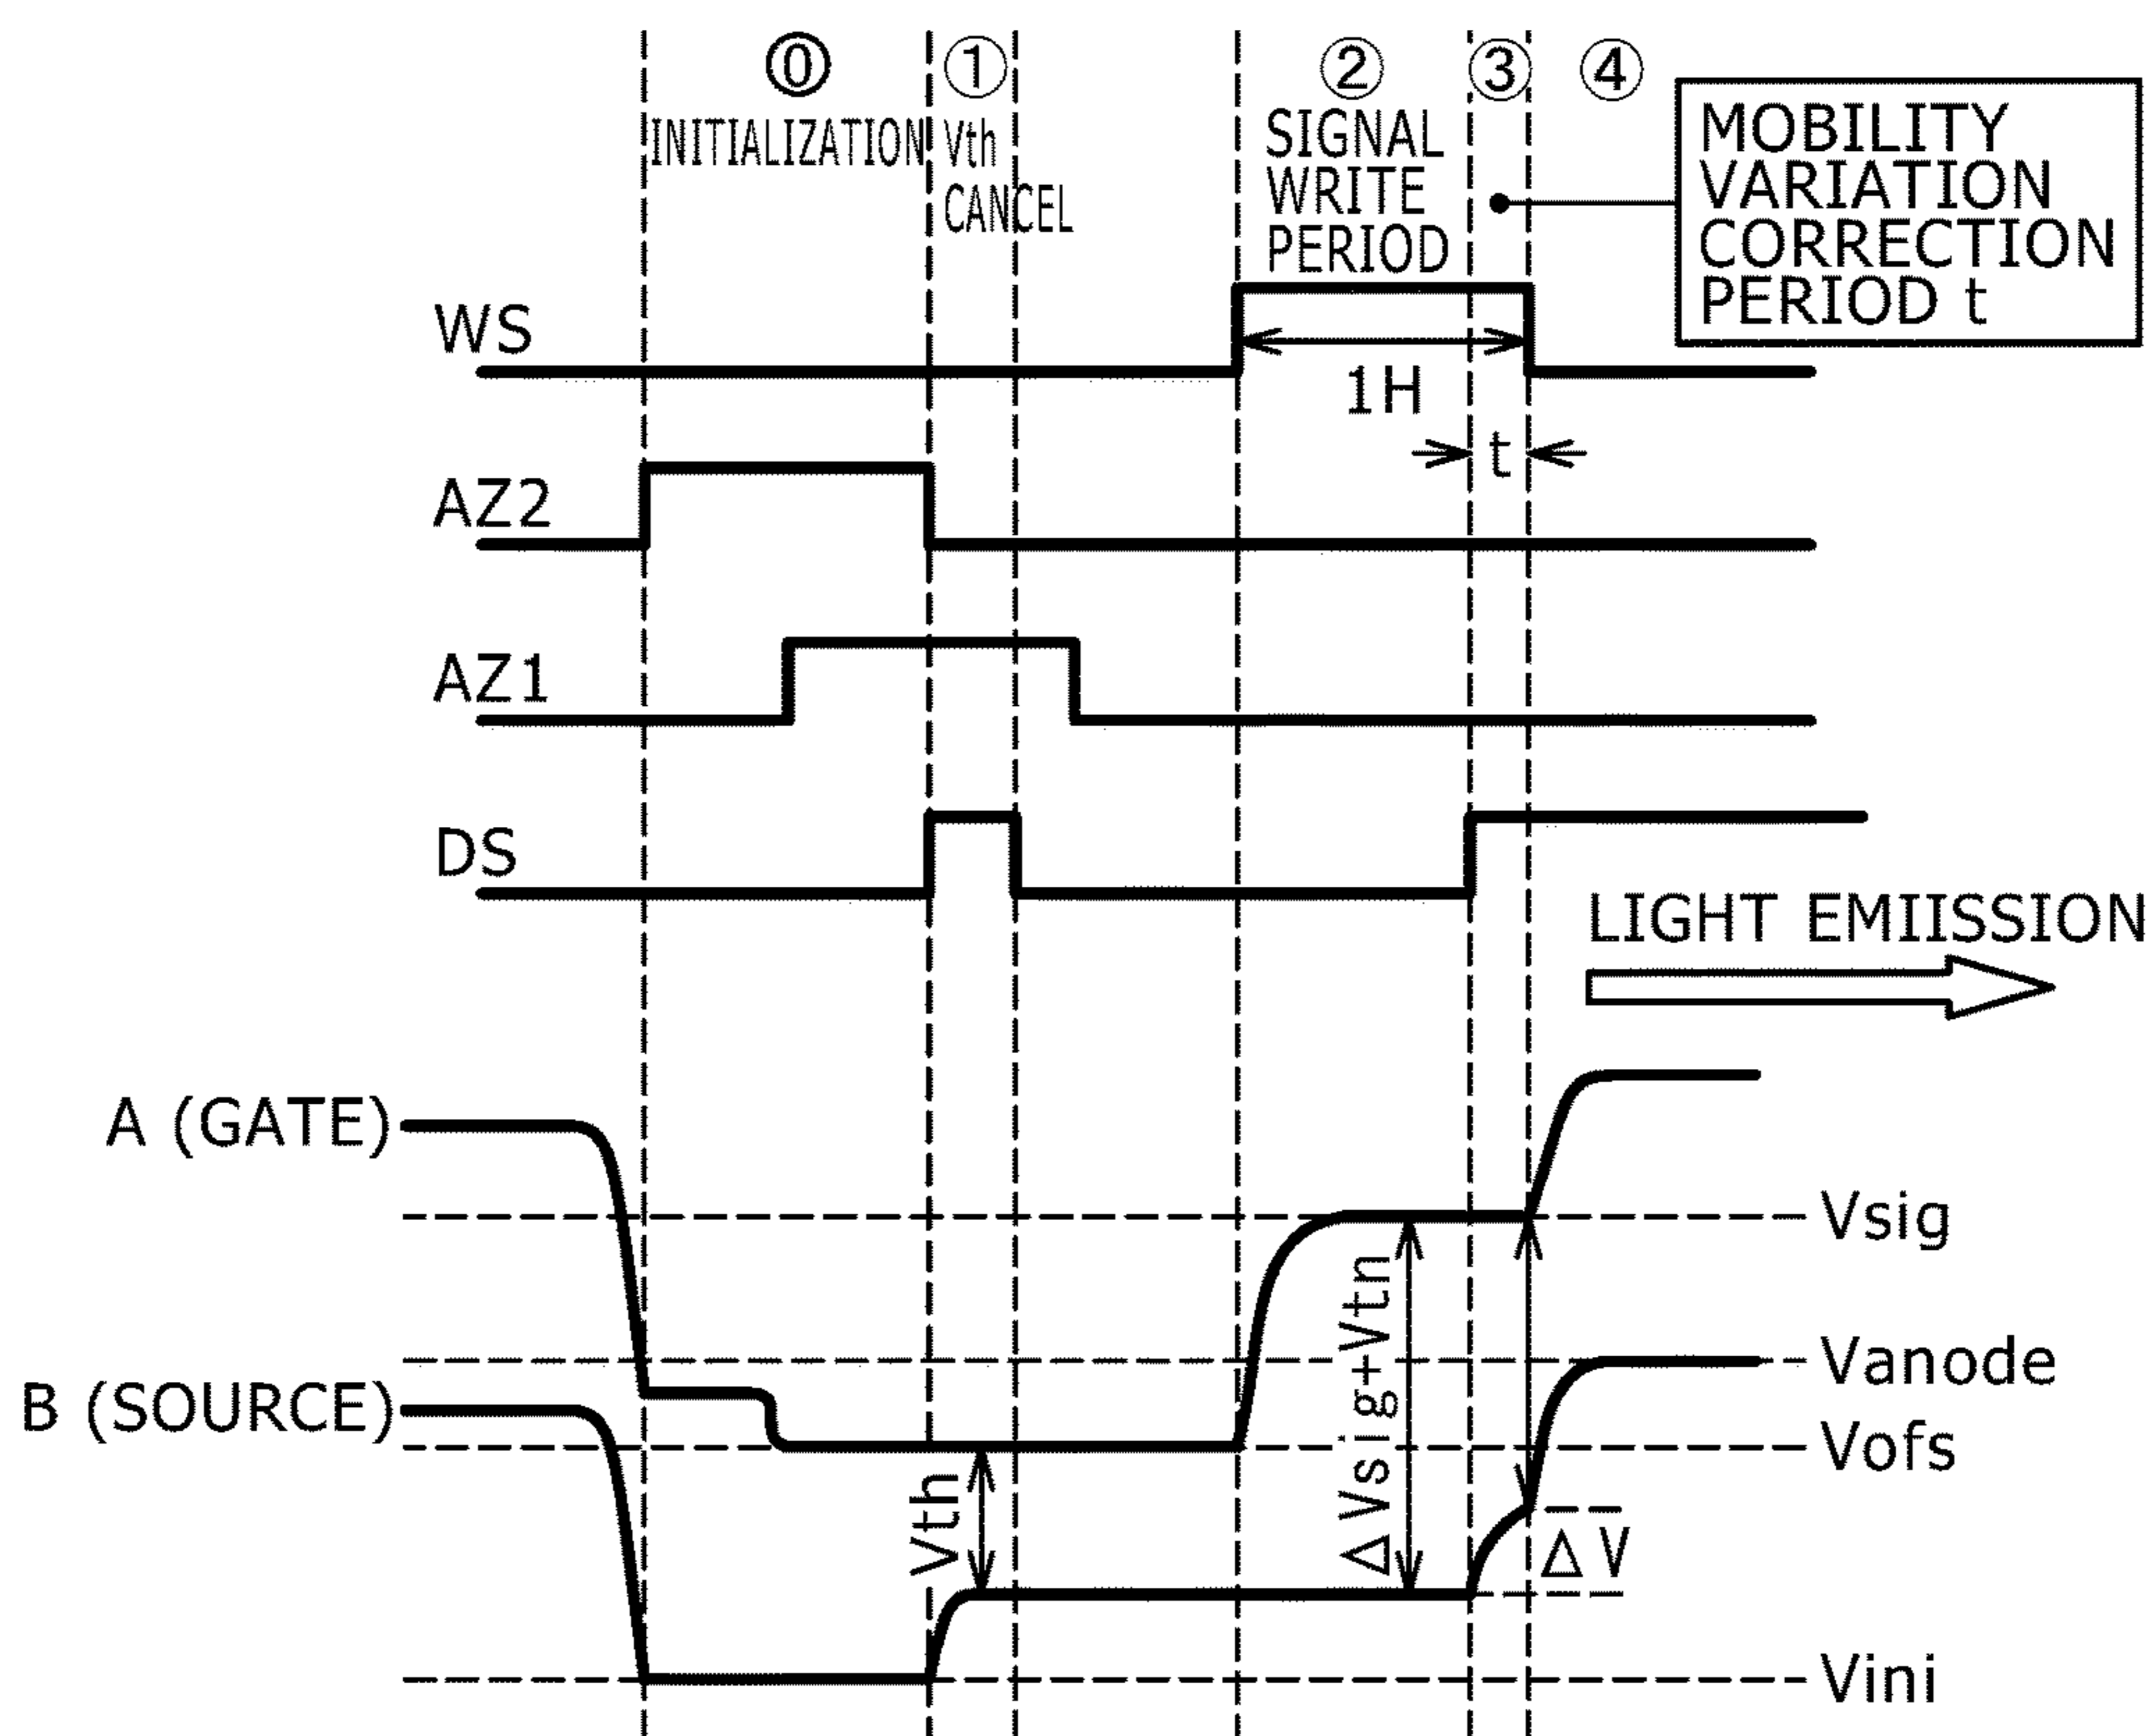 ⓪ ① ② ③ ④
INITIALIZATION
Vth
CANCEL
SIGNAL
WRITE
PERIOD
MOBILITY
VARIATION
CORRECTION
PERIOD t
WS
1H
t
AZ2
AZ1
DS
LIGHT EMIISSION
A (GATE)
Vsig
Vanode
B (SOURCE)
Vofs
Vth
ΔVsig+Vtn
ΔV
Vini